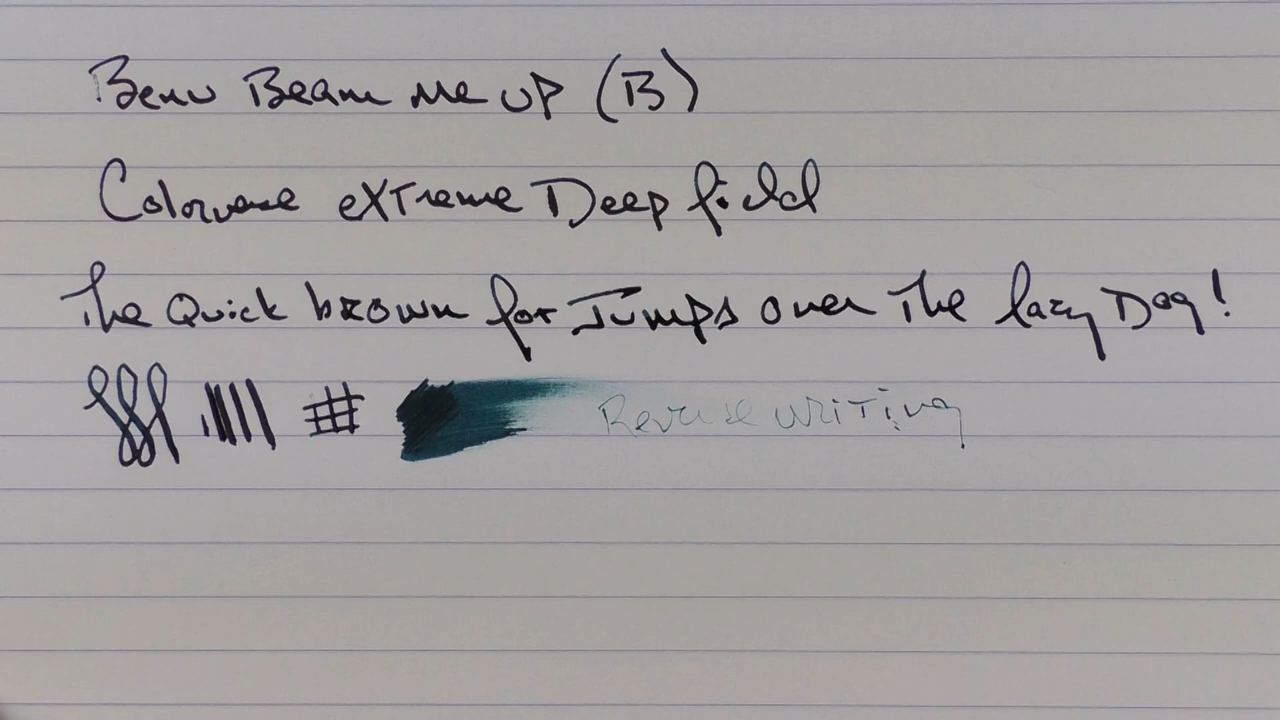 Benu Beam me up (B)
Colorverse eXtreme Deep field
The Quick brown fox Jumps over The lazy Dog!
# Reverse writing